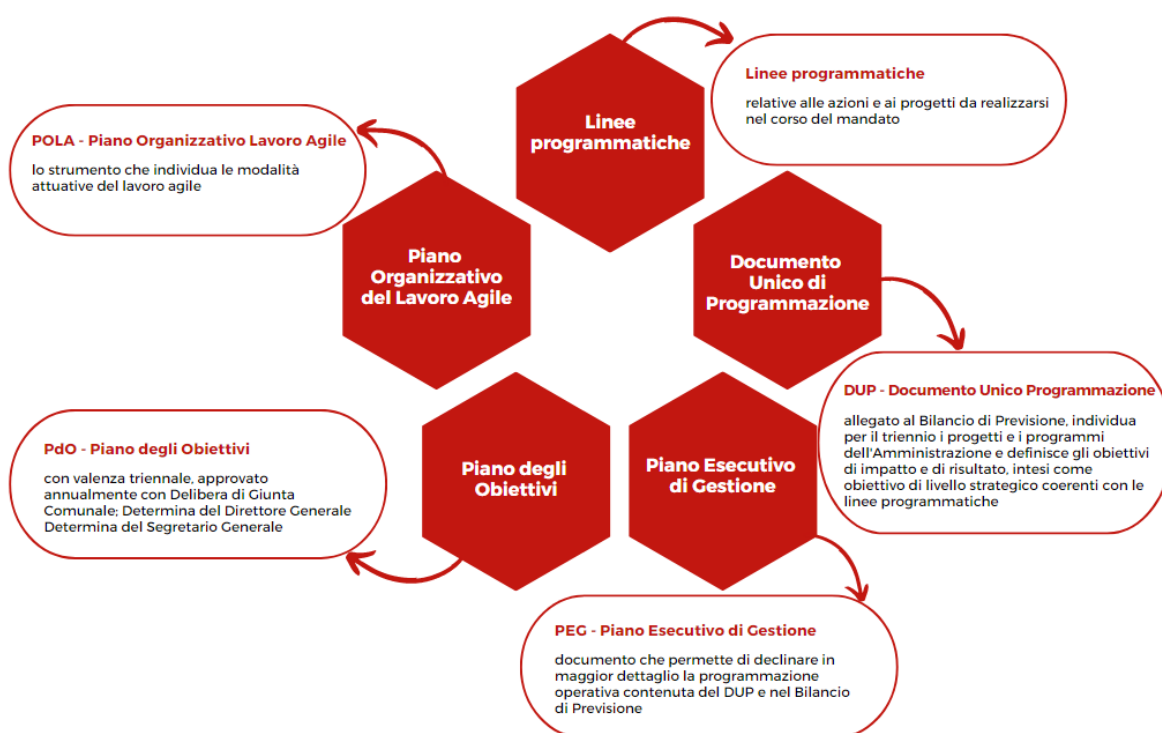 Linee
programmatiche
Linee programmatiche
relative alle azioni e ai progetti da realizzarsi
nel corso del mandato
POLA - Piano Organizzativo Lavoro Agile
lo strumento che individua le modalità
attuative del lavoro agile
Piano
Organizzativo
del Lavoro Agile
Documento
Unico di
Programmazione
DUP - Documento Unico Programmazione
allegato al Bilancio di Previsione, individua
per il triennio i progetti e i programmi
dell'Amministrazione e definisce gli obiettivi
di impatto e di risultato, intesi come
obiettivo di livello strategico coerenti con le
linee programmatiche
PdO - Piano degli Obiettivi
con valenza triennale, approvato
annualmente con Delibera di Giunta
Comunale; Determina del Direttore Generale
Determina del Segretario Generale
Piano degli
Obiettivi
Piano Esecutivo
di Gestione
PEG - Piano Esecutivo di Gestione
documento che permette di declinare in
maggior dettaglio la programmazione
operativa contenuta del DUP e nel Bilancio
di Previsione